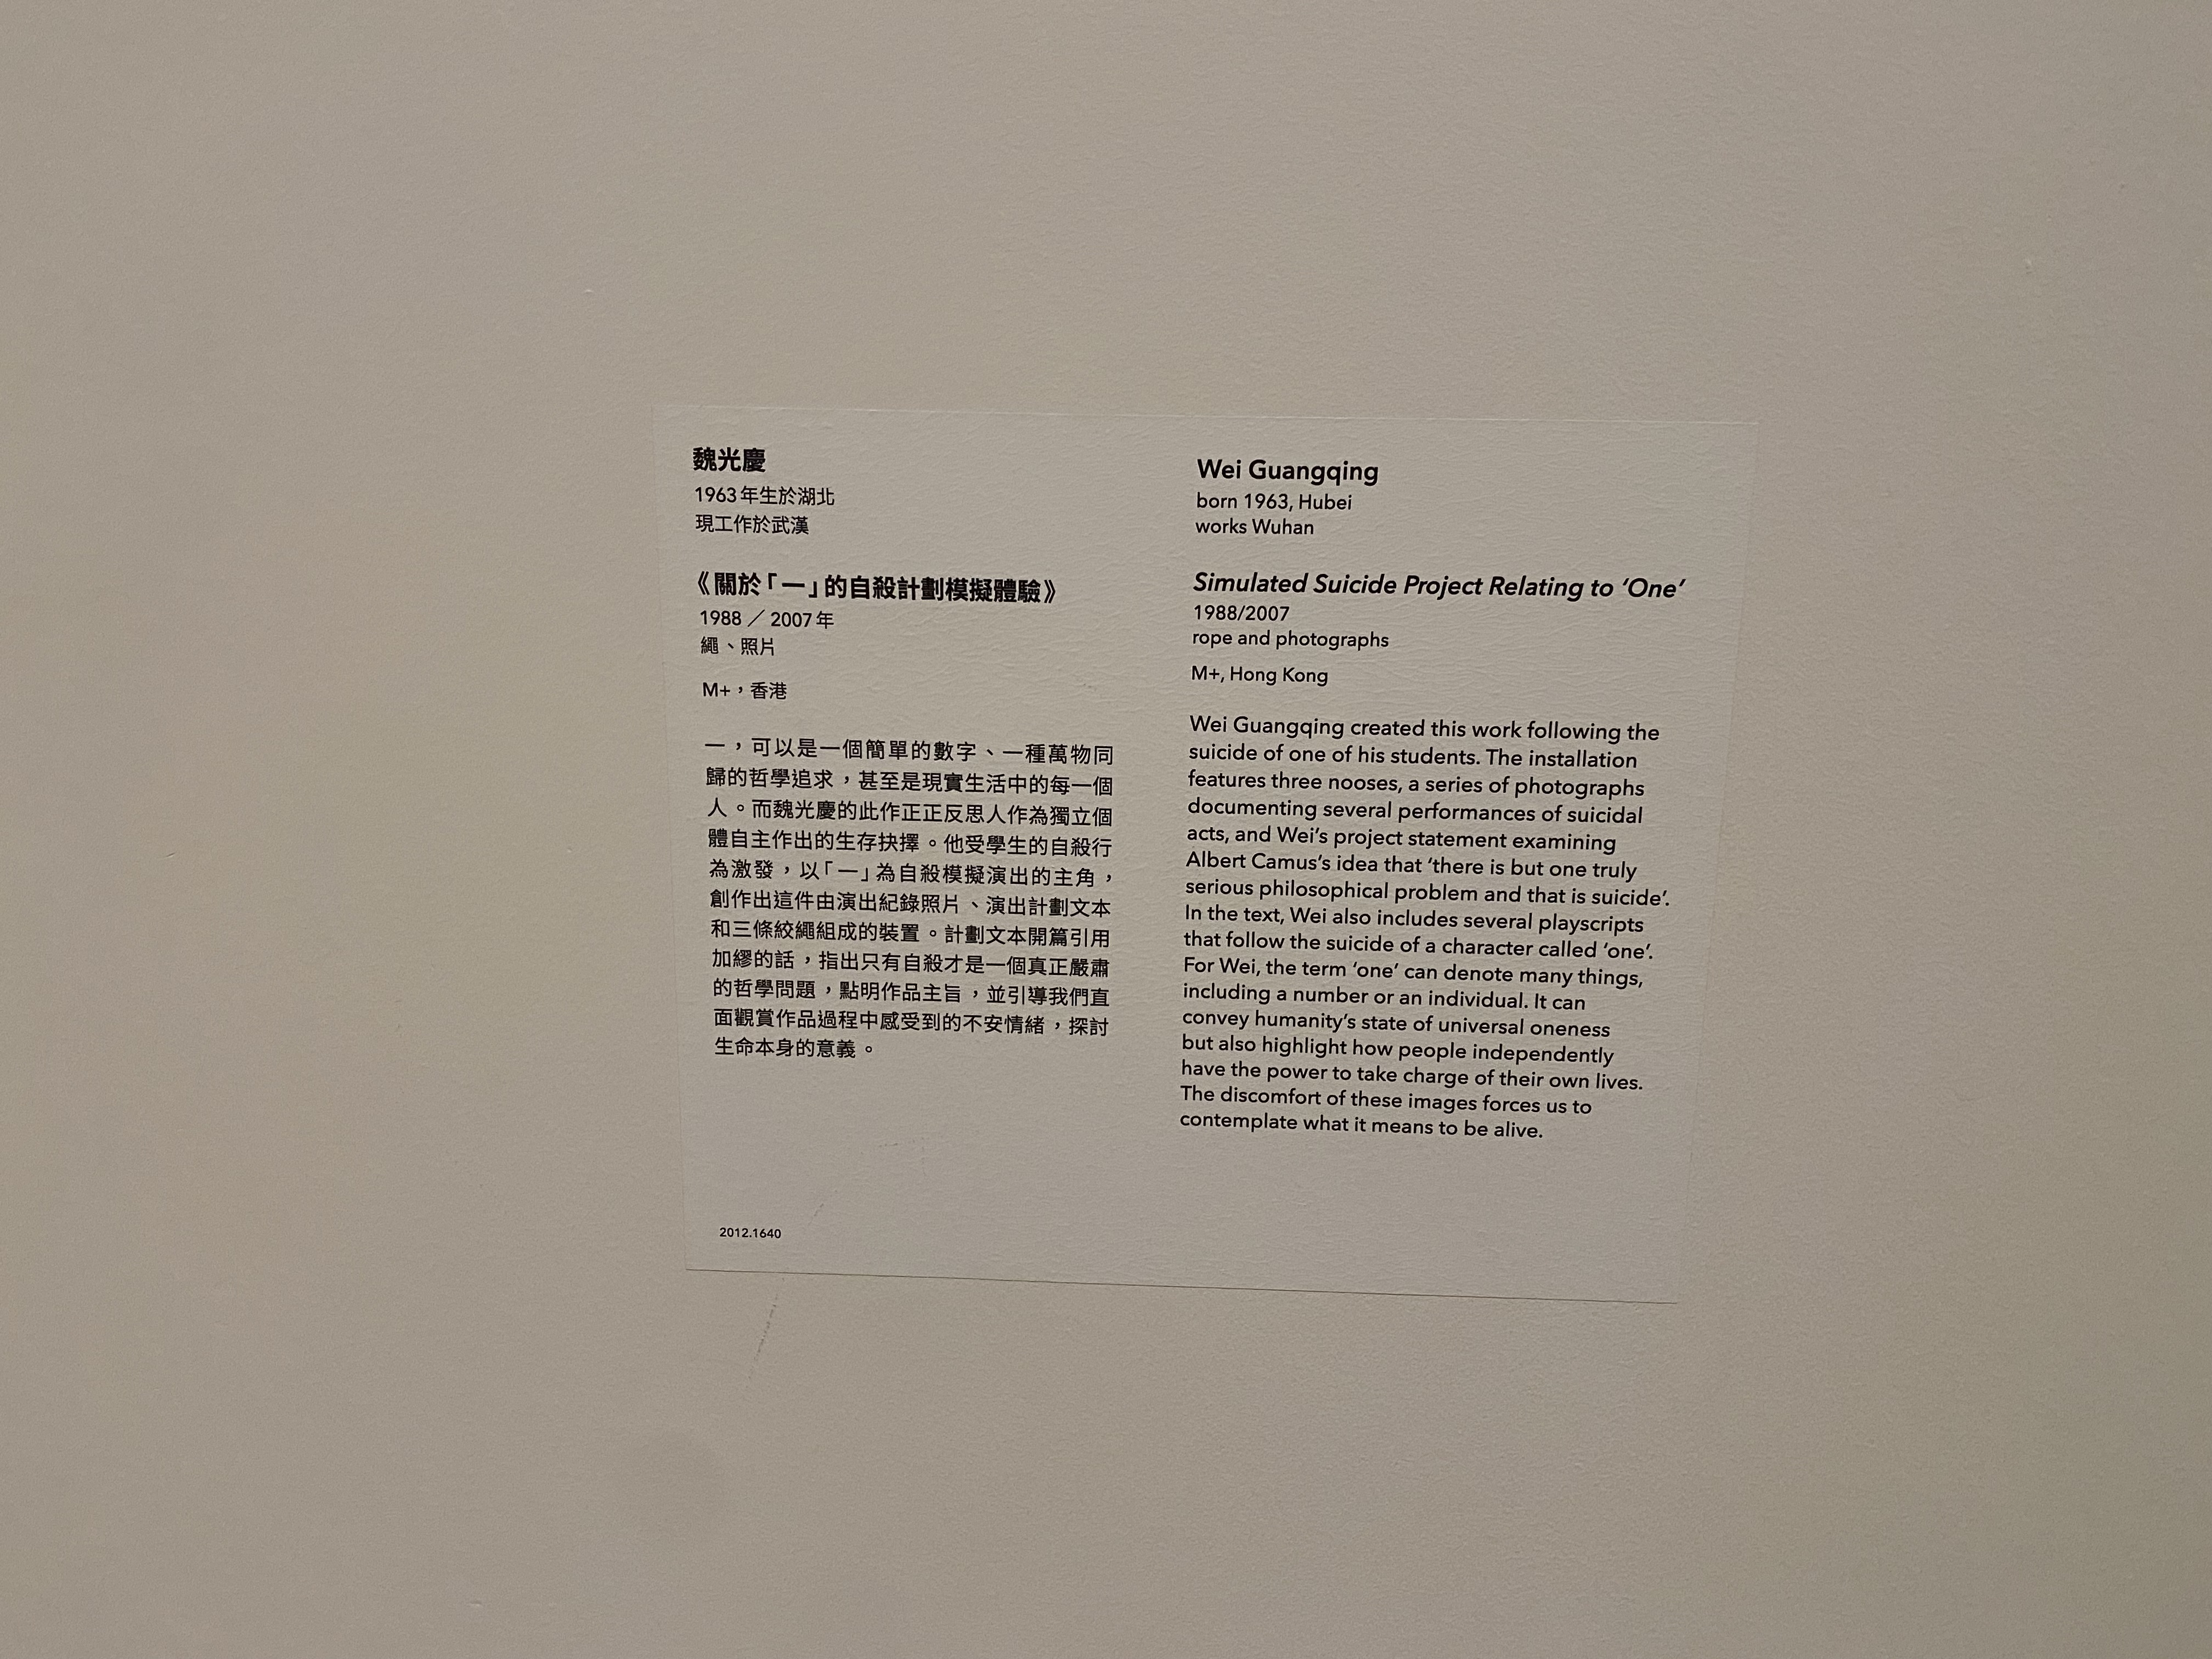 魏光慶
1963年生於湖北
現工作於武漢
《關於「一」的自殺計劃模擬體驗》
1988 ／ 2007年
繩、照片
M+，香港
一，可以是一個簡單的數字、一種萬物同
歸的哲學追求，甚至是現實生活中的每一個
人。而魏光慶的此作正正反思人作為獨立個
體自主作出的生存抉擇。他受學生的自殺行
為激發，以「一」為自殺模擬演出的主角，
創作出這件由演出紀錄照片、演出計劃文本
和三條絞繩組成的裝置。計劃文本開篇引用
加繆的話，指出只有自殺才是一個真正嚴肅
的哲學問題，點明作品主旨，並引導我們直
面觀賞作品過程中感受到的不安情緒，探討
生命本身的意義。
2012.1640
Wei Guangqing
born 1963, Hubei
works Wuhan
Simulated Suicide Project Relating to ‘One’
1988/2007
rope and photographs
M+, Hong Kong
Wei Guangqing created this work following the
suicide of one of his students. The installation
features three nooses, a series of photographs
documenting several performances of suicidal
acts, and Wei’s project statement examining
Albert Camus’s idea that ‘there is but one truly
serious philosophical problem and that is suicide’.
In the text, Wei also includes several playscripts
that follow the suicide of a character called ‘one’.
For Wei, the term ‘one’ can denote many things,
including a number or an individual. It can
convey humanity’s state of universal oneness
but also highlight how people independently
have the power to take charge of their own lives.
The discomfort of these images forces us to
contemplate what it means to be alive.